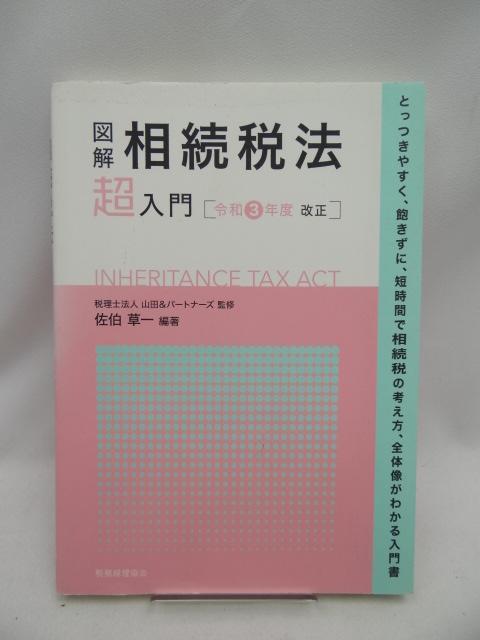 図解 相続税法
超入門 [令和3年度 改正]
INHERITANCE TAX ACT
税理士法人 山田&パートナーズ 監修
佐伯 草一 編著
税務経理協会
とっつきやすく、飽きずに、短時間で相続税の考え方、全体像がわかる入門書